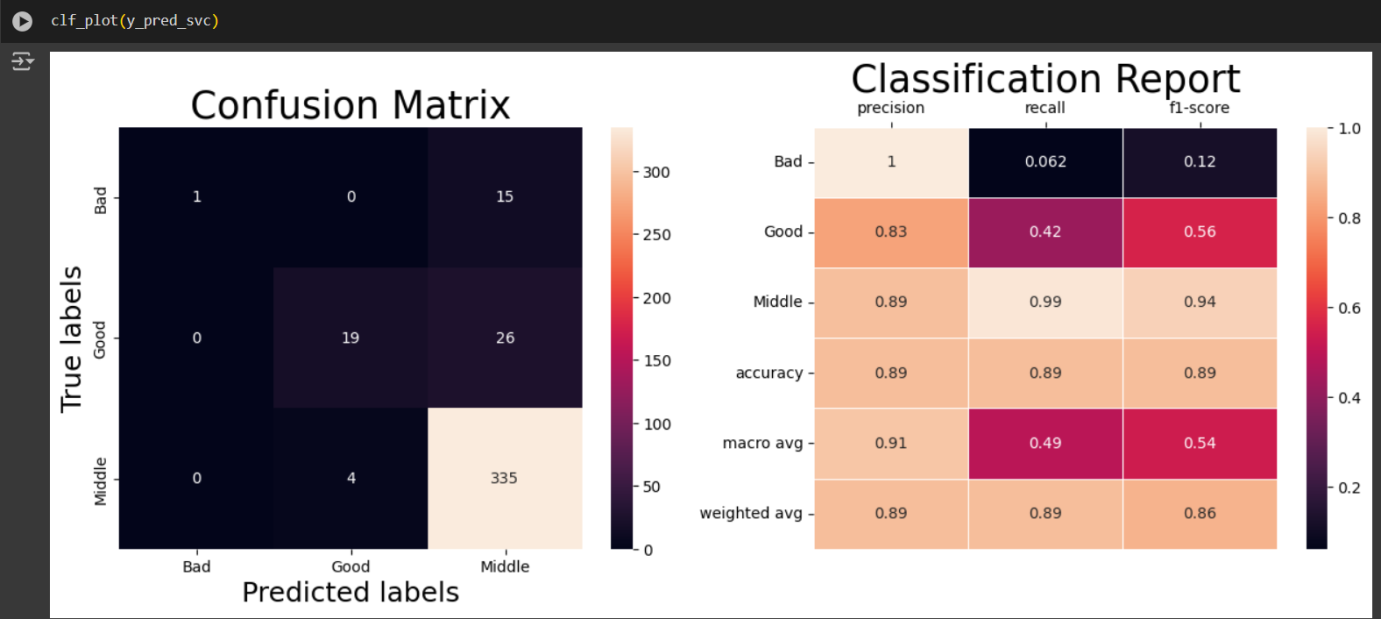 clf_plot(y_pred_svc)
Confusion Matrix
True labels
Bad 1 0 15
Good 0 19 26
Middle 0 4 335
Bad Good Middle
Predicted labels
300
250
200
150
100
50
0
Classification Report
precision recall f1-score
Bad 1 0.062 0.12
Good 0.83 0.42 0.56
Middle 0.89 0.99 0.94
accuracy 0.89 0.89 0.89
macro avg 0.91 0.49 0.54
weighted avg 0.89 0.89 0.86
1.0
0.8
0.6
0.4
0.2